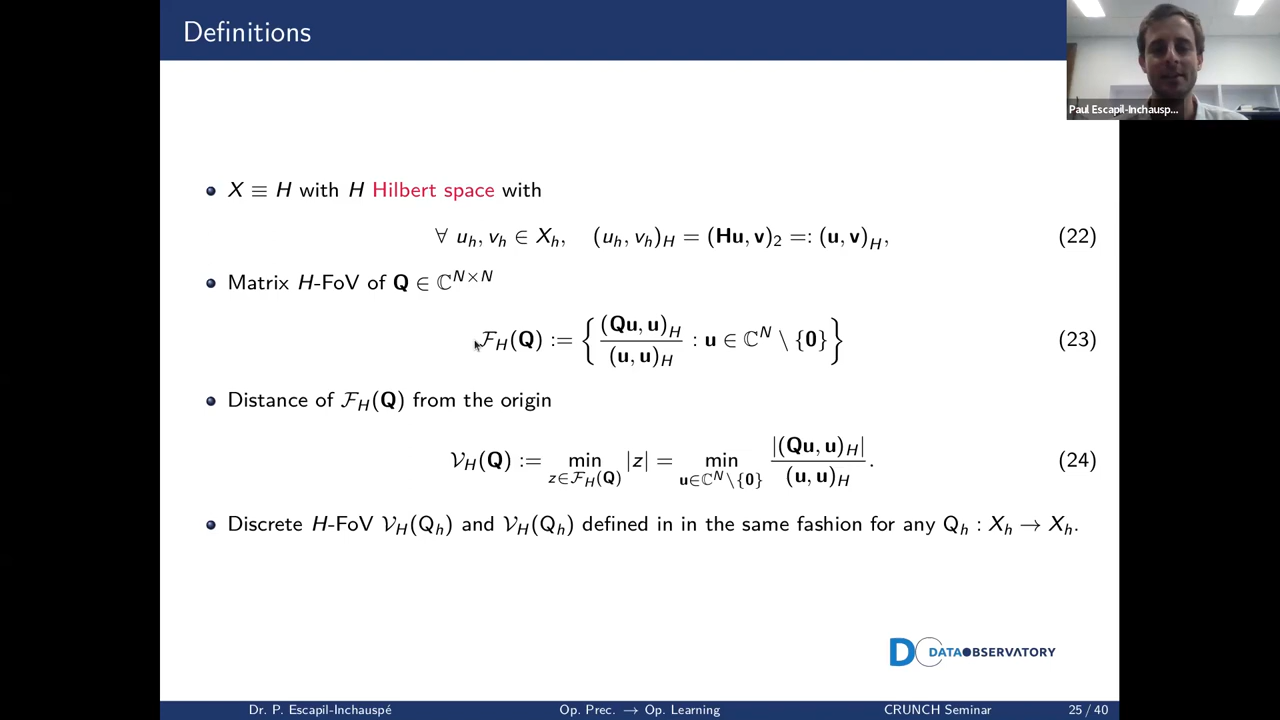 Definitions
Paul Escapil-Inchausp...
X ≡ H with H Hilbert space with
∀ u_h, v_h ∈ X_h, (u_h, v_h)_H = (Hu, v)_2 =: (u, v)_H, (22)
Matrix H-FoV of Q ∈ ℂ^{N×N}
ℱ_H(Q) := { (Qu, u)_H / (u, u)_H : u ∈ ℂ^N \ {0} } (23)
Distance of ℱ_H(Q) from the origin
𝒱_H(Q) := min_{z∈ℱ_H(Q)} |z| = min_{u∈ℂ^N\{0}} |(Qu, u)_H| / (u, u)_H . (24)
Discrete H-FoV 𝒱_H(Q_h) and 𝒱_H(Q_h) defined in in the same fashion for any Q_h : X_h → X_h.
DATA OBSERVATORY
Dr. P. Escapil-Inchauspé Op. Prec. → Op. Learning CRUNCH Seminar 25 / 40